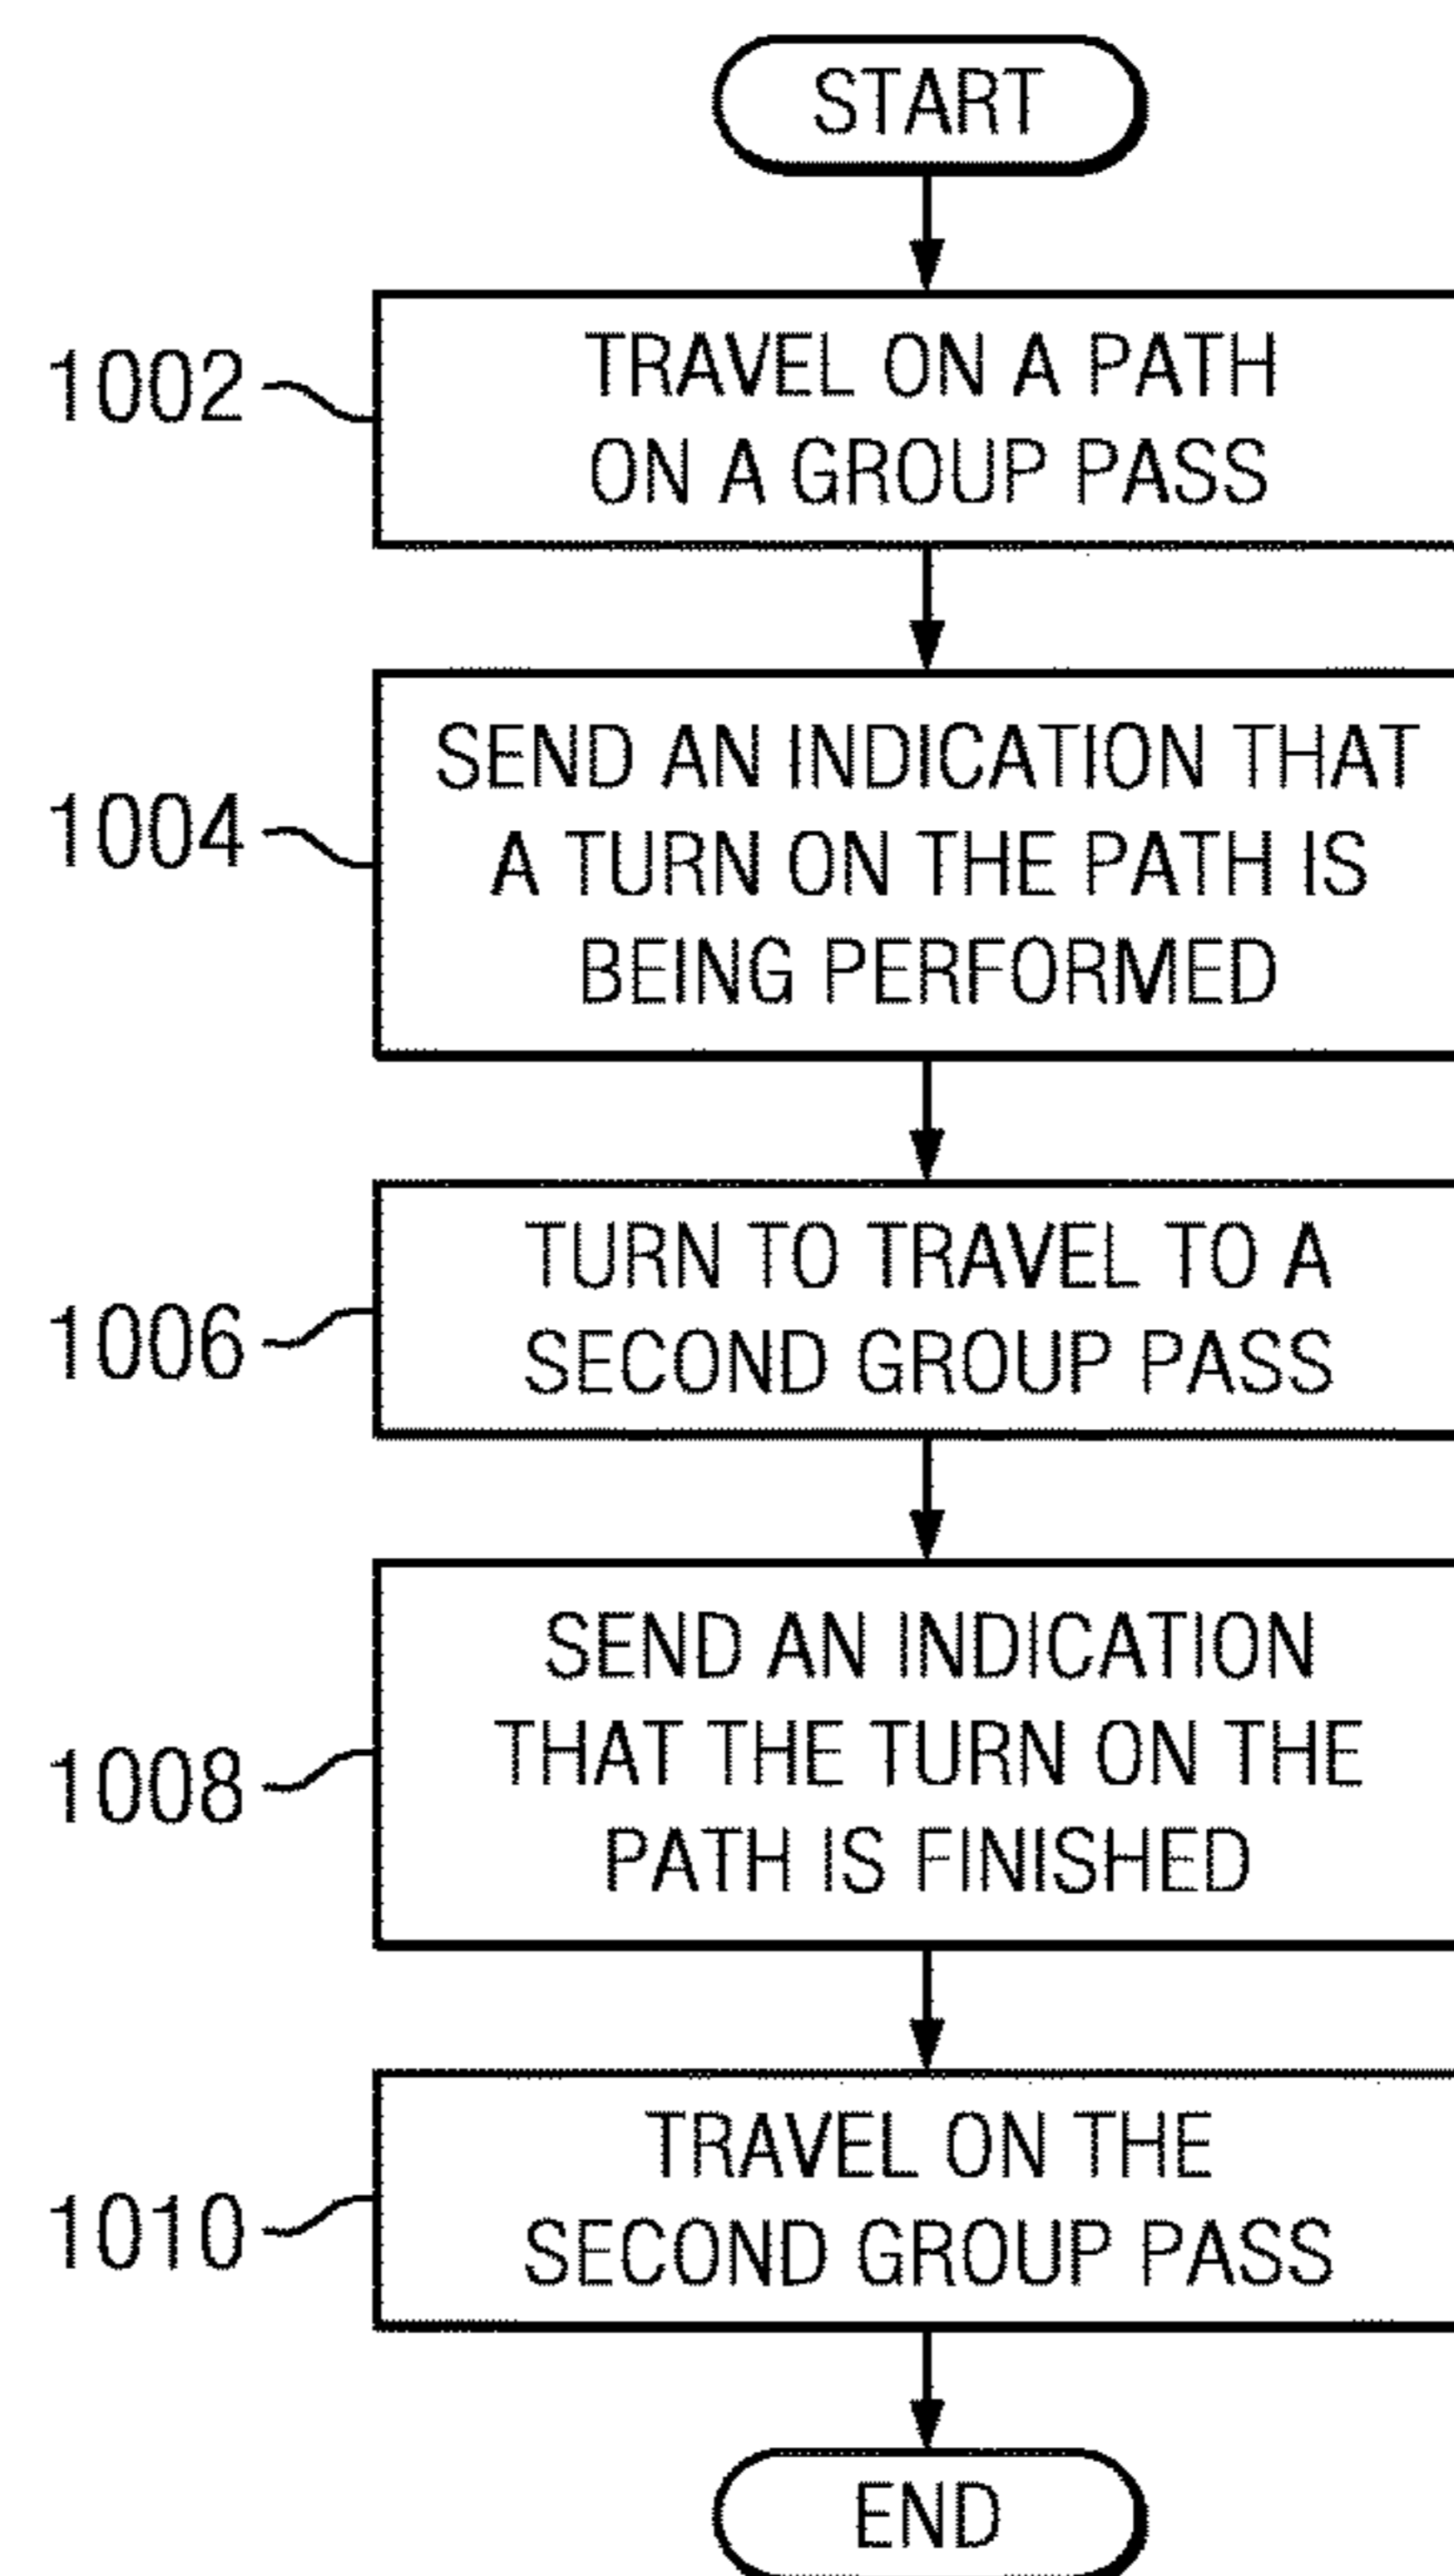 START
1002
TRAVEL ON A PATH
ON A GROUP PASS
1004
SEND AN INDICATION THAT
A TURN ON THE PATH IS
BEING PERFORMED
1006
TURN TO TRAVEL TO A
SECOND GROUP PASS
1008
SEND AN INDICATION
THAT THE TURN ON THE
PATH IS FINISHED
1010
TRAVEL ON THE
SECOND GROUP PASS
END